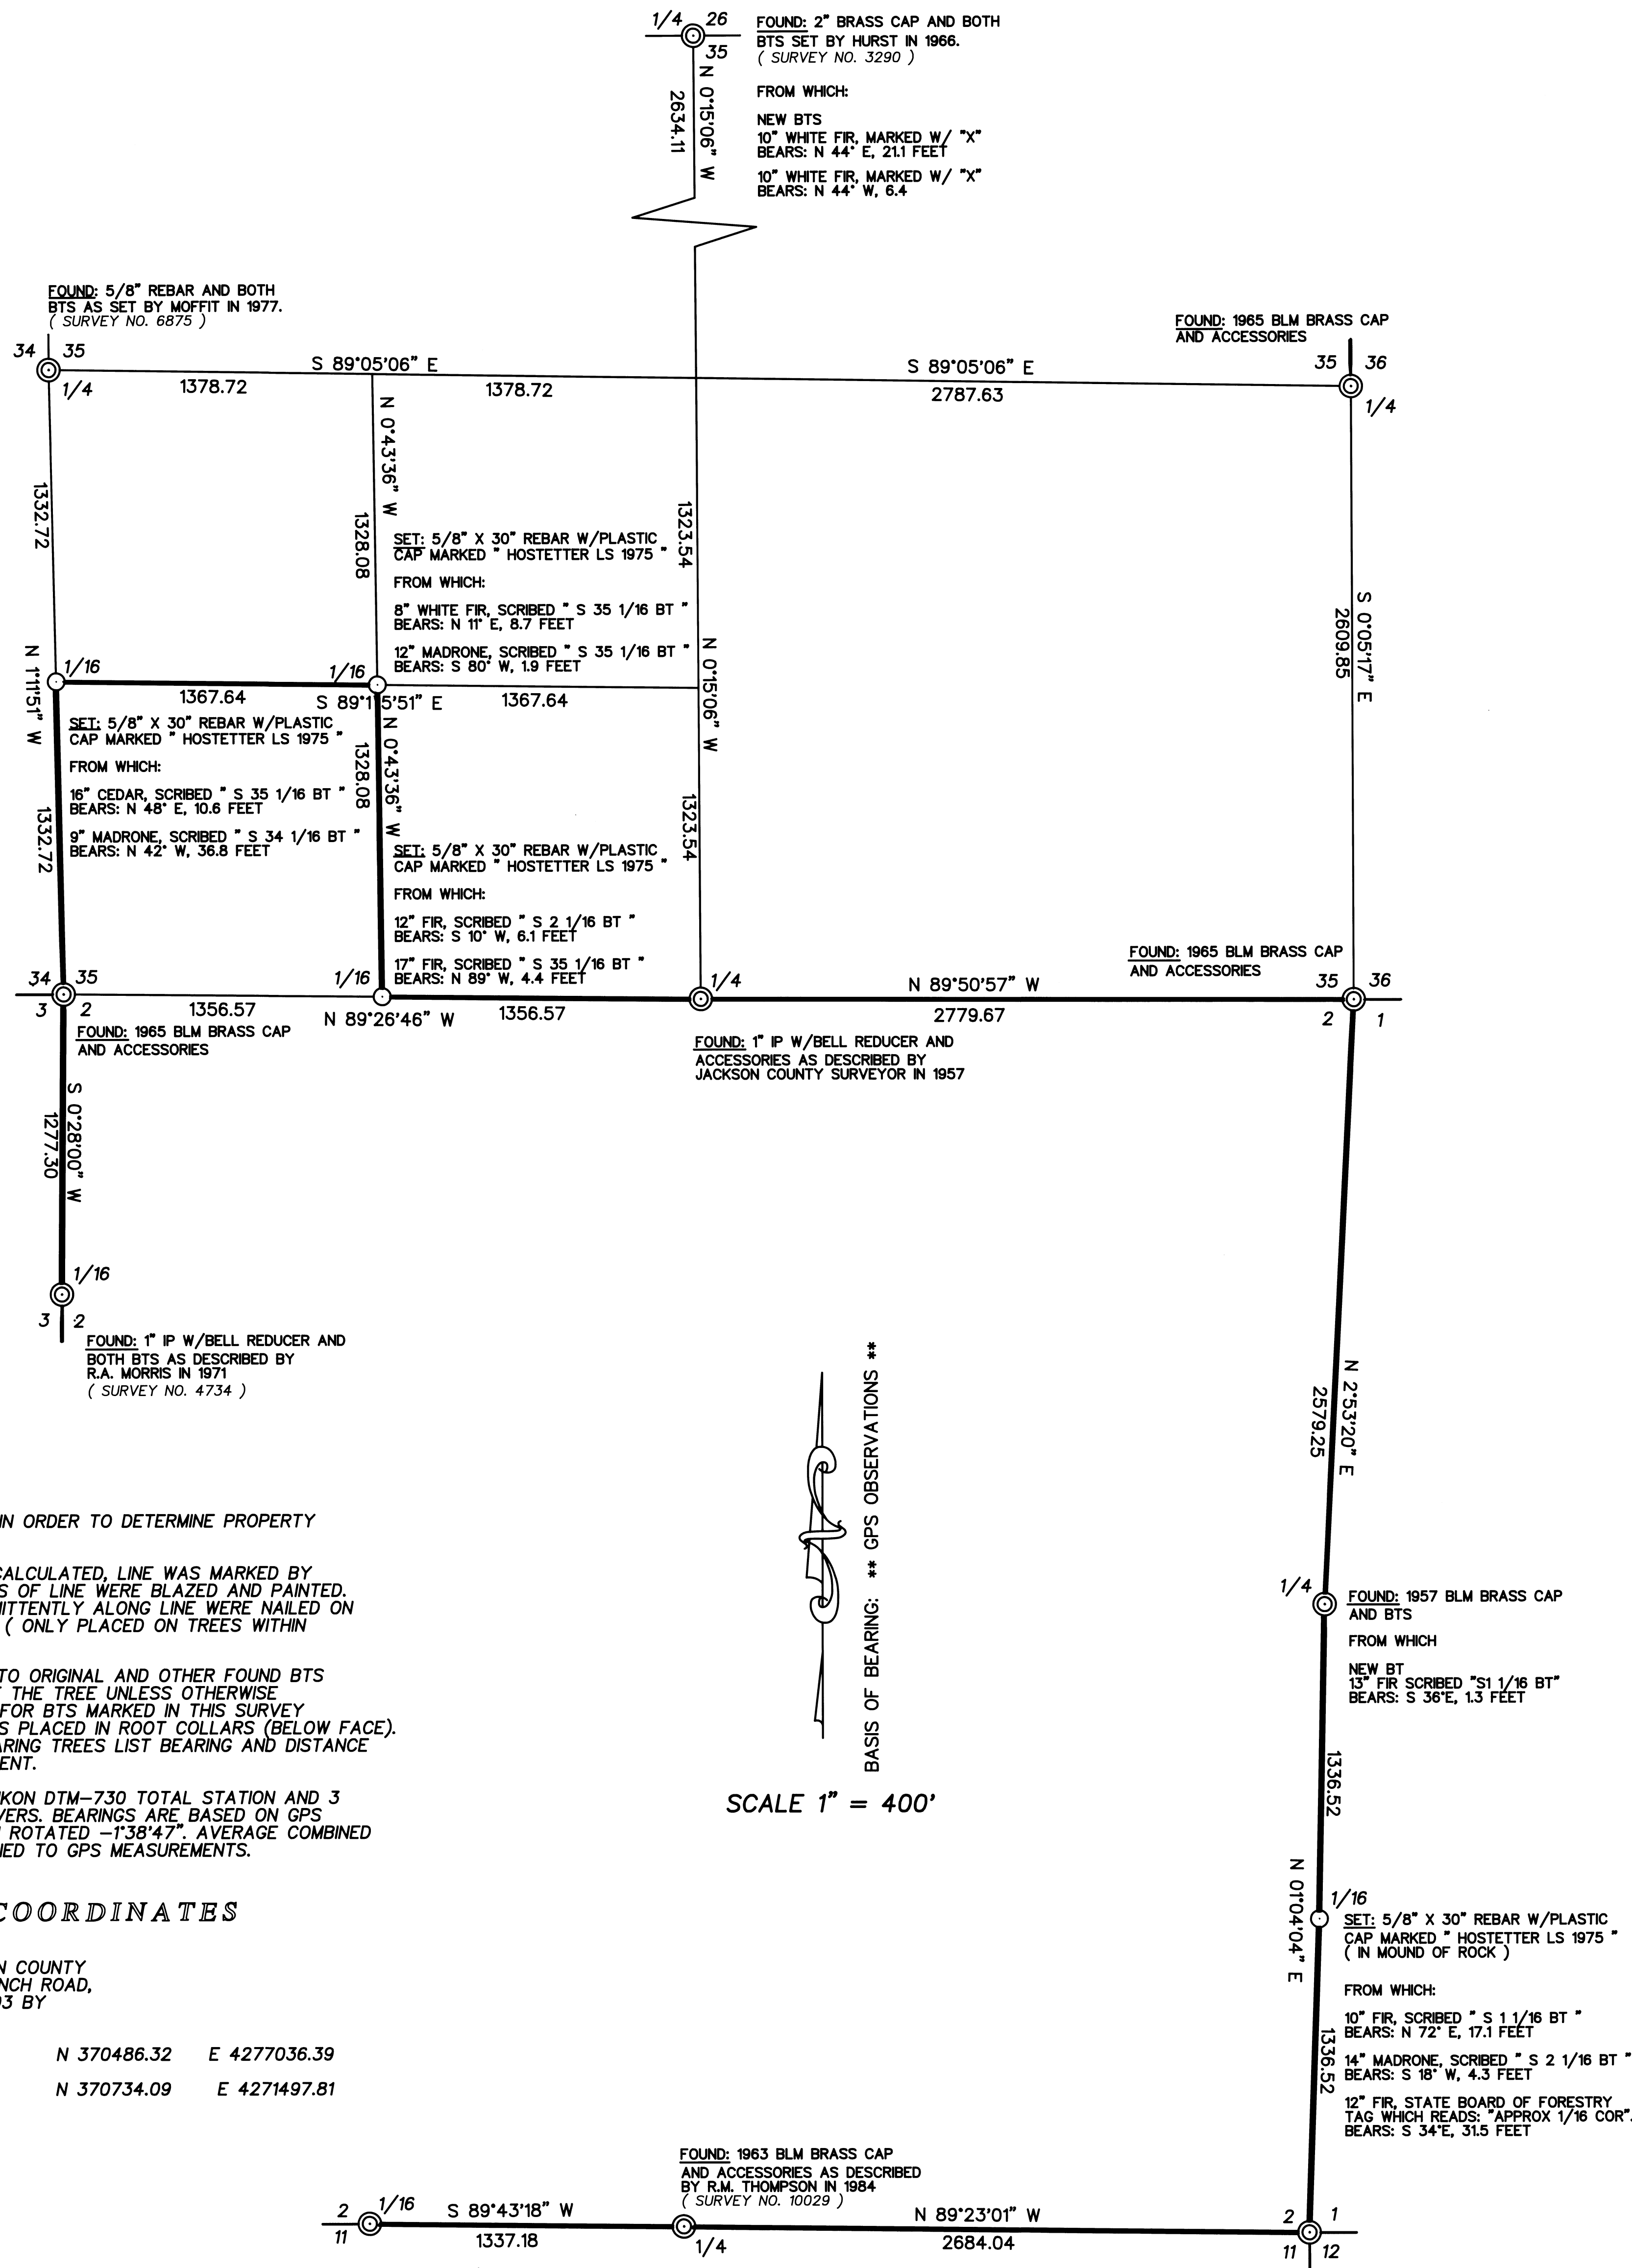 1/4 26
35
FOUND: 2" BRASS CAP AND BOTH
BTS SET BY HURST IN 1966.
( SURVEY NO. 3290 )
FROM WHICH:
NEW BTS
10" WHITE FIR, MARKED W/ "X"
BEARS: N 44° E, 21.1 FEET
10" WHITE FIR, MARKED W/ "X"
BEARS: N 44° W, 6.4
N 0°15'06" W
2634.11
FOUND: 5/8" REBAR AND BOTH
BTS AS SET BY MOFFIT IN 1977.
( SURVEY NO. 6875 )
34 35
1/4
S 89°05'06" E
1378.72
1378.72
S 89°05'06" E
2787.63
FOUND: 1965 BLM BRASS CAP
AND ACCESSORIES
35 36
1/4
1332.72
N 0°43'36" W
1328.08
1323.54
SET: 5/8" X 30" REBAR W/PLASTIC
CAP MARKED " HOSTETTER LS 1975 "
FROM WHICH:
8" WHITE FIR, SCRIBED " S 35 1/16 BT "
BEARS: N 11° E, 8.7 FEET
12" MADRONE, SCRIBED " S 35 1/16 BT "
BEARS: S 80° W, 1.9 FEET
S 0°05'17" E
2609.85
N 1°11'51" W
1/16
1/16
1367.64
S 89°15'51" E
1367.64
N 0°15'06" W
SET: 5/8" X 30" REBAR W/PLASTIC
CAP MARKED " HOSTETTER LS 1975 "
FROM WHICH:
16" CEDAR, SCRIBED " S 35 1/16 BT "
BEARS: N 48° E, 10.6 FEET
9" MADRONE, SCRIBED " S 34 1/16 BT "
BEARS: N 42° W, 36.8 FEET
1332.72
1328.08
N 0°43'36" W
1323.54
SET: 5/8" X 30" REBAR W/PLASTIC
CAP MARKED " HOSTETTER LS 1975 "
FROM WHICH:
12" FIR, SCRIBED " S 2 1/16 BT "
BEARS: S 10° W, 6.1 FEET
17" FIR, SCRIBED " S 35 1/16 BT "
BEARS: N 89° W, 4.4 FEET
34 35
3 2
1356.57
1/16
N 89°26'46" W
1356.57
1/4
N 89°50'57" W
2779.67
FOUND: 1965 BLM BRASS CAP
AND ACCESSORIES
35 36
2 1
FOUND: 1965 BLM BRASS CAP
AND ACCESSORIES
FOUND: 1" IP W/BELL REDUCER AND
ACCESSORIES AS DESCRIBED BY
JACKSON COUNTY SURVEYOR IN 1957
S 0°28'00" W
1277.30
1/16
3 2
FOUND: 1" IP W/BELL REDUCER AND
BOTH BTS AS DESCRIBED BY
R.A. MORRIS IN 1971
( SURVEY NO. 4734 )
N 2°53'20" E
2579.25
BASIS OF BEARING: ** GPS OBSERVATIONS **
SCALE 1" = 400'
IN ORDER TO DETERMINE PROPERTY
CALCULATED, LINE WAS MARKED BY
S OF LINE WERE BLAZED AND PAINTED.
MITTENTLY ALONG LINE WERE NAILED ON
( ONLY PLACED ON TREES WITHIN
TO ORIGINAL AND OTHER FOUND BTS
THE TREE UNLESS OTHERWISE
FOR BTS MARKED IN THIS SURVEY
S PLACED IN ROOT COLLARS (BELOW FACE).
ARING TREES LIST BEARING AND DISTANCE
ENT.
IKON DTM-730 TOTAL STATION AND 3
VERS. BEARINGS ARE BASED ON GPS
ROTATED -1°38'47". AVERAGE COMBINED
IED TO GPS MEASUREMENTS.
COORDINATES
N COUNTY
NCH ROAD,
93 BY
N 370486.32 E 4277036.39
N 370734.09 E 4271497.81
1/4
FOUND: 1957 BLM BRASS CAP
AND BTS
FROM WHICH
NEW BT
13" FIR SCRIBED "S1 1/16 BT"
BEARS: S 36°E, 1.3 FEET
1336.52
N 01°04'04" E
1/16
SET: 5/8" X 30" REBAR W/PLASTIC
CAP MARKED " HOSTETTER LS 1975 "
( IN MOUND OF ROCK )
FROM WHICH:
10" FIR, SCRIBED " S 1 1/16 BT "
BEARS: N 72° E, 17.1 FEET
14" MADRONE, SCRIBED " S 2 1/16 BT "
BEARS: S 18° W, 4.3 FEET
12" FIR, STATE BOARD OF FORESTRY
TAG WHICH READS: "APPROX 1/16 COR".
BEARS: S 34°E, 31.5 FEET
1336.52
FOUND: 1963 BLM BRASS CAP
AND ACCESSORIES AS DESCRIBED
BY R.M. THOMPSON IN 1984
( SURVEY NO. 10029 )
2 1/16
11
S 89°43'18" W
1337.18
1/4
N 89°23'01" W
2684.04
2 1
11 12